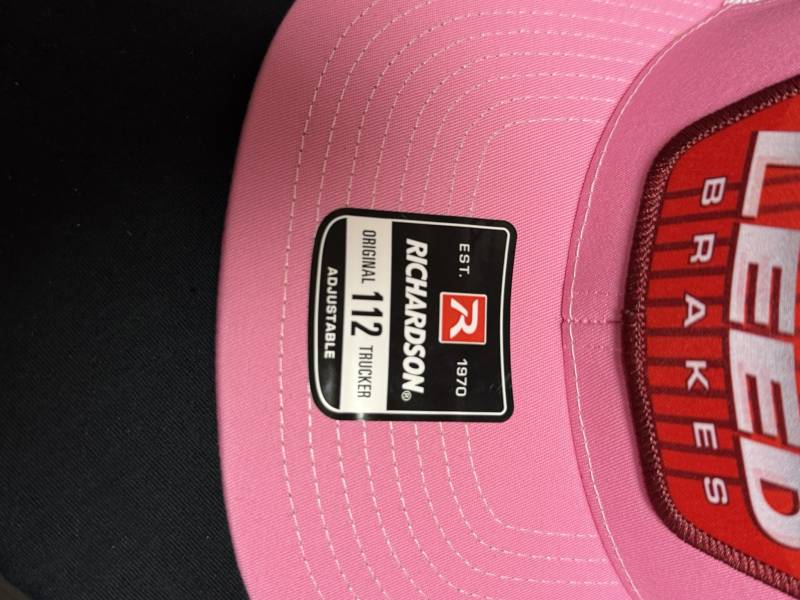 LEED
BRAKES
EST. R 1970
RICHARDSON®
ORIGINAL 112 TRUCKER
ADJUSTABLE